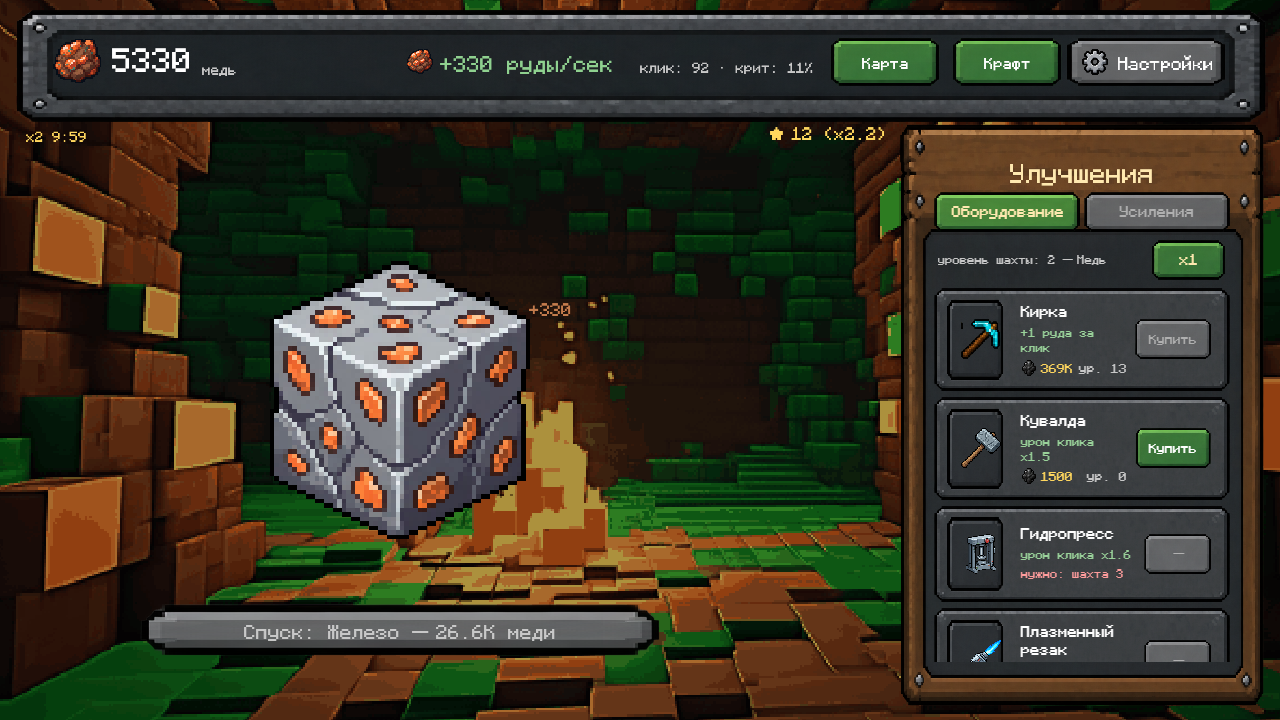 5330 медь
+330 руды/сек
клик: 92 · крит: 11%
Карта
Крафт
Настройки
x2 9:59
12 (x2.2)
+330
Спуск: Железо — 26.6K меди
Улучшения
Оборудование
Усиления
уровень шахты: 2 — Медь
x1
Кирка
+1 руда за
клик
369K ур. 13
Купить
Кувалда
урон клика
x1.5
1500 ур. 0
Купить
Гидропресс
урон клика x1.6
нужно: шахта 3
—
Плазменный
резак
—